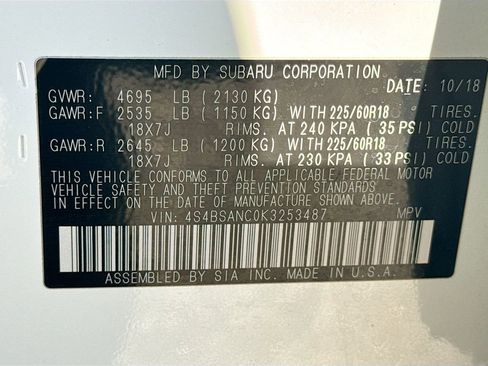 MFD BY SUBARU CORPORATION
DATE: 10/18
GVWR: 4695 LB (2130 KG)
GAWR:F 2535 LB (1150 KG) WITH 225/60R18 TIRES.
18X7J RIMS. AT 240 KPA (35 PSI) COLD
GAWR:R 2645 LB (1200 KG) WITH 225/60R18 TIRES.
18X7J RIMS. AT 230 KPA (33 PSI) COLD
THIS VEHICLE CONFORMS TO ALL APPLICABLE FEDERAL MOTOR
VEHICLE SAFETY AND THEFT PREVENTION STANDARDS
IN EFFECT ON THE DATE OF MANUFACTURE SHOWN ABOVE.
VIN: 4S4BSANC0K3253487 MPV
ASSEMBLED BY SIA INC. MADE IN U.S.A.